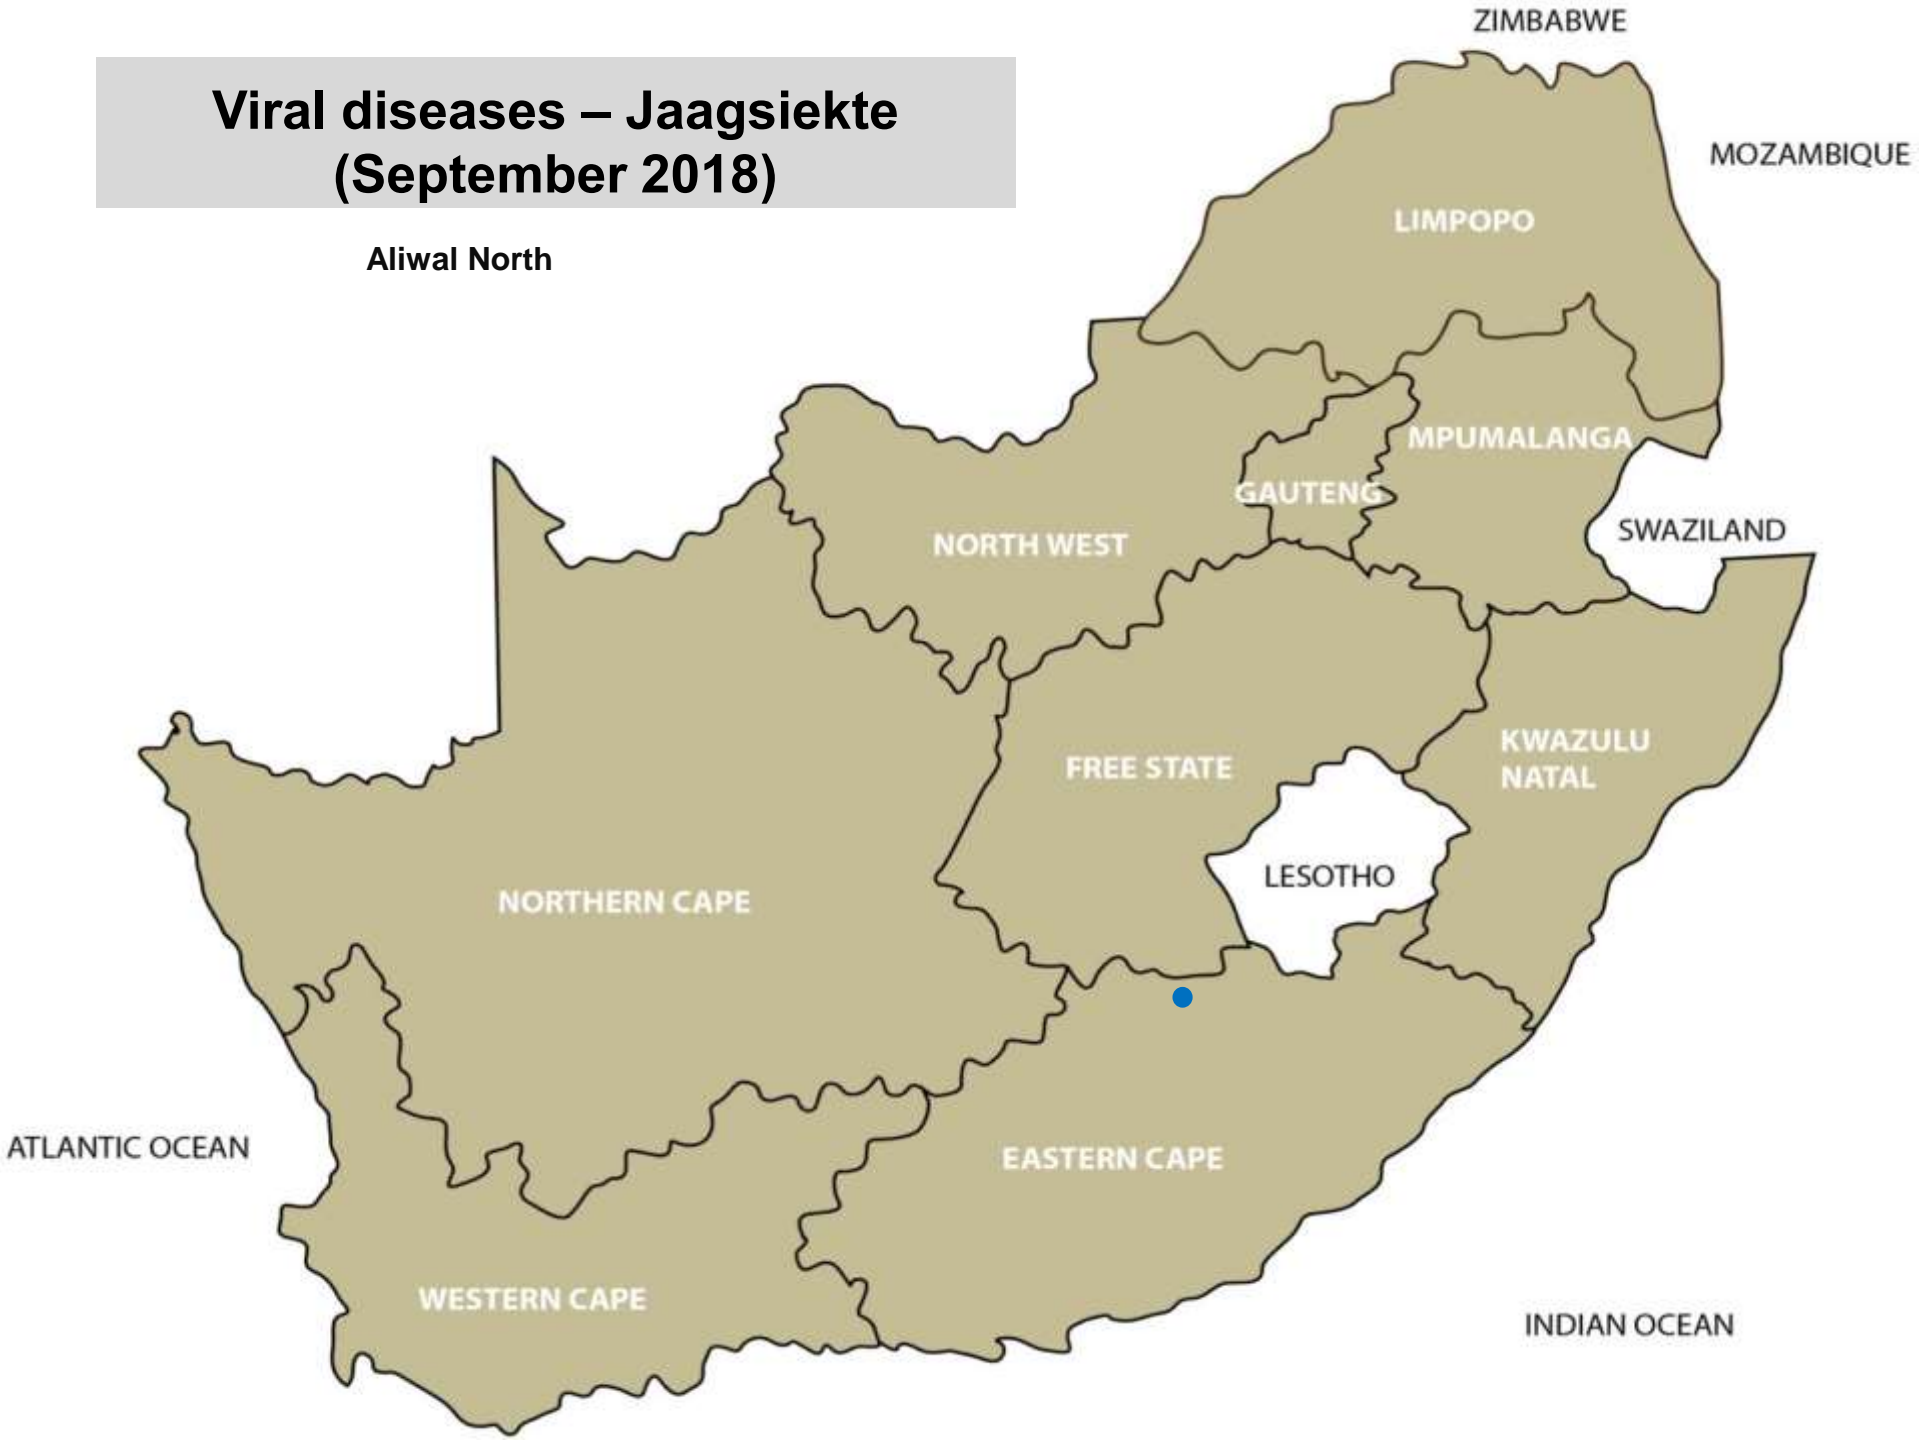 Viral diseases – Jaagsiekte
(September 2018)
Aliwal North
ZIMBABWE
MOZAMBIQUE
LIMPOPO
MPUMALANGA
GAUTENG
NORTH WEST
SWAZILAND
KWAZULU
NATAL
FREE STATE
LESOTHO
NORTHERN CAPE
ATLANTIC OCEAN
EASTERN CAPE
WESTERN CAPE
INDIAN OCEAN